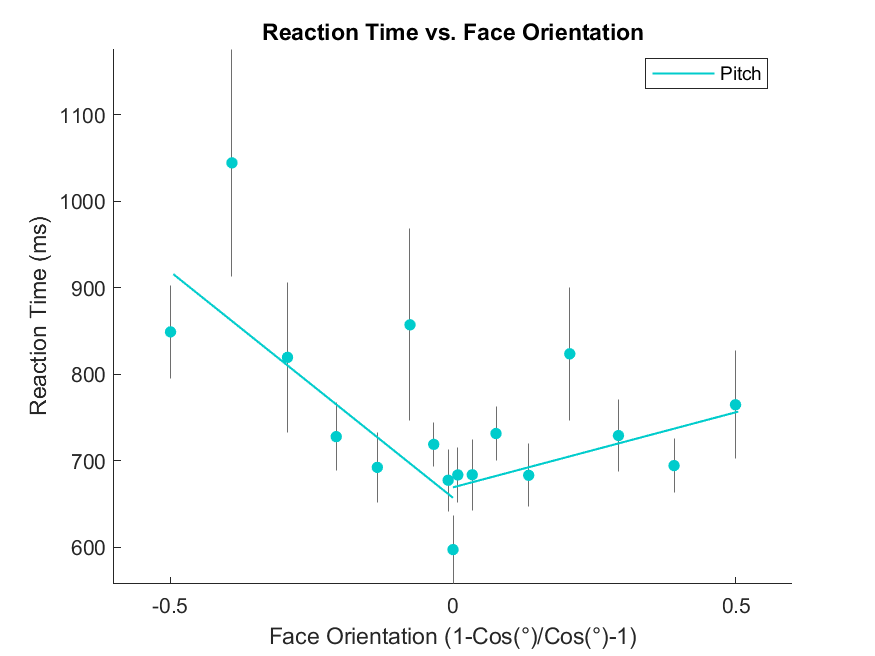 Reaction Time vs. Face Orientation
Pitch
Reaction Time (ms)
1100
1000
900
800
700
600
-0.5
0
0.5
Face Orientation (1-Cos(°)/Cos(°)-1)